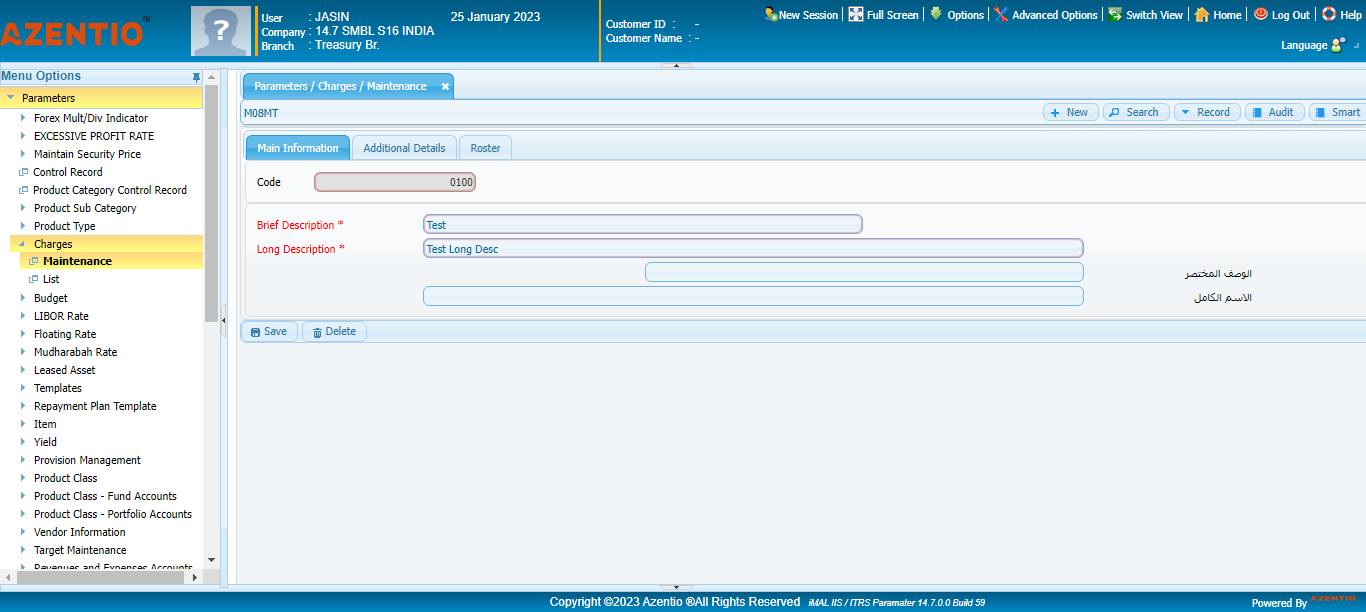 AZENTIO™
User : JASIN 25 January 2023
Company : 14.7 SMBL S16 INDIA
Branch : Treasury Br.
Customer ID : -
Customer Name : -
New Session Full Screen Options Advanced Options Switch View Home Log Out Help
Language
Menu Options
Parameters
Forex Mult/Div Indicator
EXCESSIVE PROFIT RATE
Maintain Security Price
Control Record
Product Category Control Record
Product Sub Category
Product Type
Charges
Maintenance
List
Budget
LIBOR Rate
Floating Rate
Mudharabah Rate
Leased Asset
Templates
Repayment Plan Template
Item
Yield
Provision Management
Product Class
Product Class - Fund Accounts
Product Class - Portfolio Accounts
Vendor Information
Target Maintenance
Revenues and Expenses Accounts
Parameters / Charges / Maintenance
M08MT
New Search Record Audit Smart
Main Information Additional Details Roster
Code 0100
Brief Description * Test
Long Description * Test Long Desc
الوصف المختصر
الاسم الكامل
Save Delete
Copyright ©2023 Azentio ®All Rights Reserved iMAL IIS / ITRS Paramater 14.7.0.0 Build 59
Powered By AZENTIO